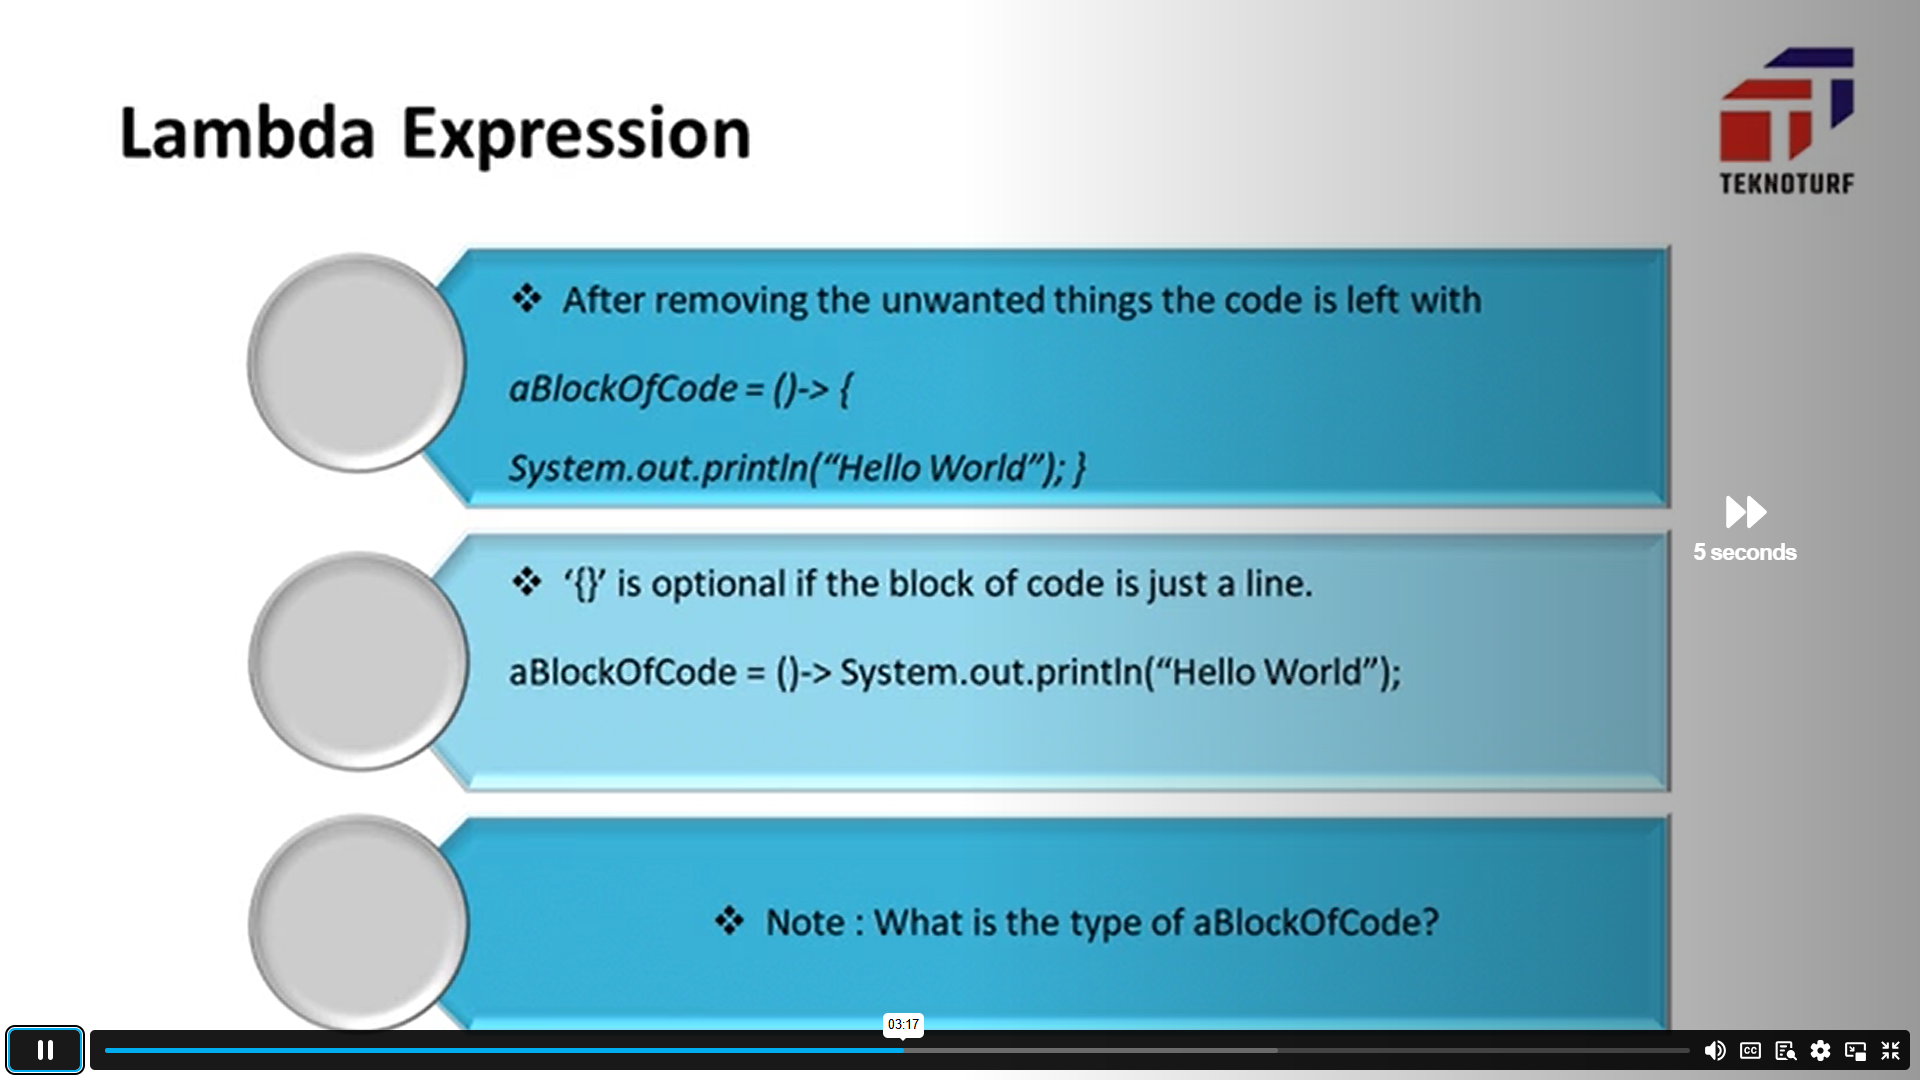 Lambda Expression
TEKNOTURF
❖ After removing the unwanted things the code is left with
aBlockOfCode = ()-> {
System.out.println(“Hello World”); }
5 seconds
❖ ‘{}’ is optional if the block of code is just a line.
aBlockOfCode = ()-> System.out.println(“Hello World”);
❖ Note : What is the type of aBlockOfCode?
03:17
CC